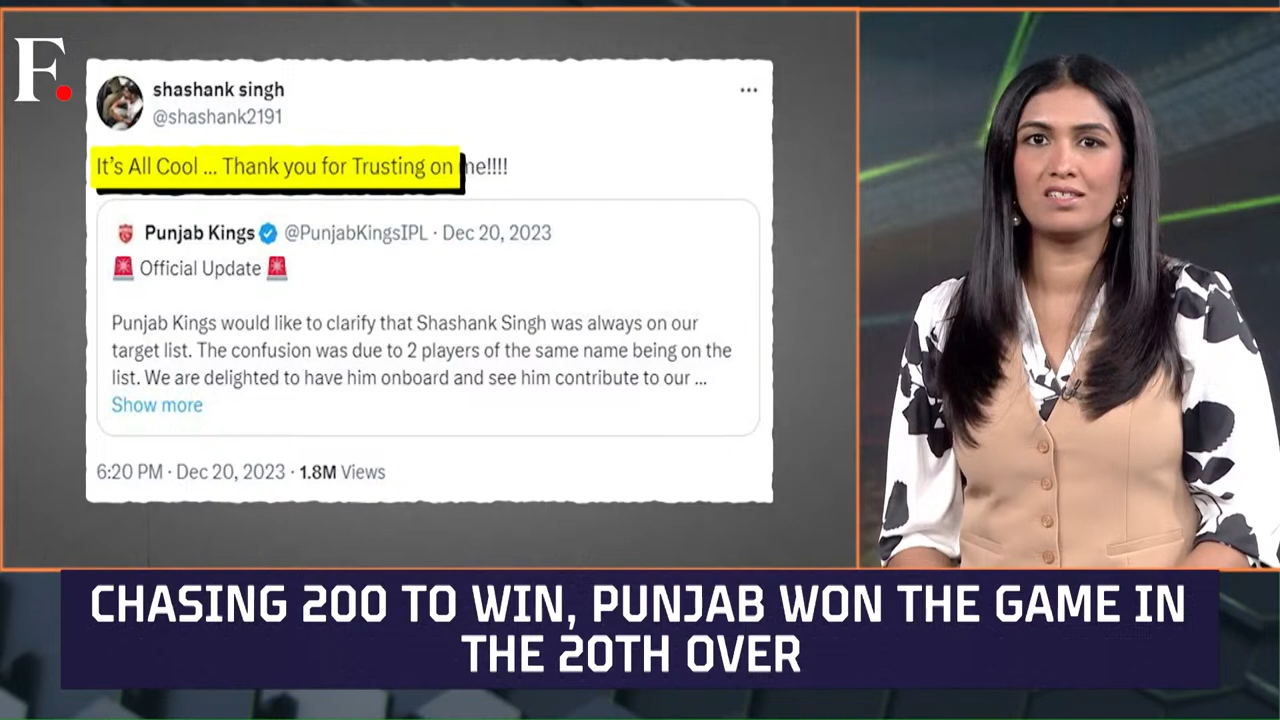 F
shashank singh
@shashank2191
It's All Cool ... Thank you for Trusting on me!!!!
Punjab Kings @PunjabKingsIPL · Dec 20, 2023
🚨 Official Update 🚨
Punjab Kings would like to clarify that Shashank Singh was always on our
target list. The confusion was due to 2 players of the same name being on the
list. We are delighted to have him onboard and see him contribute to our ...
Show more
6:20 PM · Dec 20, 2023 · 1.8M Views
CHASING 200 TO WIN, PUNJAB WON THE GAME IN
THE 20TH OVER